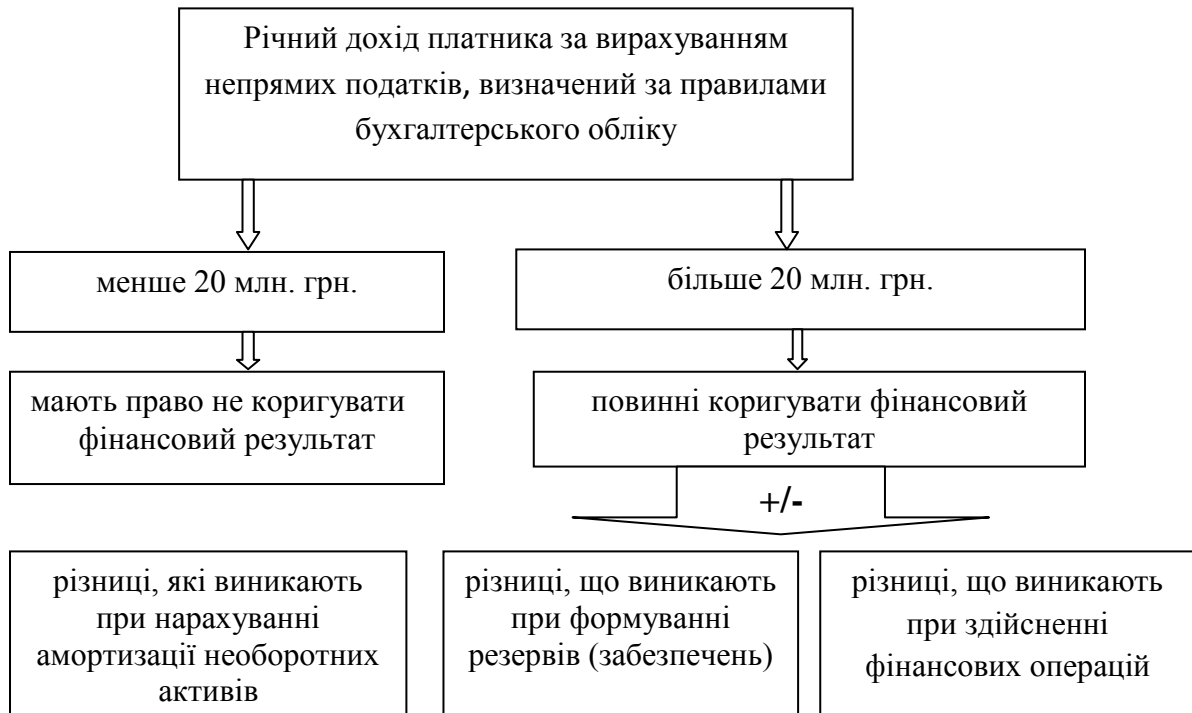 Річний дохід платника за вирахуванням
непрямих податків, визначений за правилами
бухгалтерського обліку
менше 20 млн. грн.
більше 20 млн. грн.
мають право не коригувати
фінансовий результат
повинні коригувати фінансовий
результат
+/-
різниці, які виникають
при нарахуванні
амортизації необоротних
активів
різниці, що виникають
при формуванні
резервів (забезпечень)
різниці, що виникають
при здійсненні
фінансових операцій